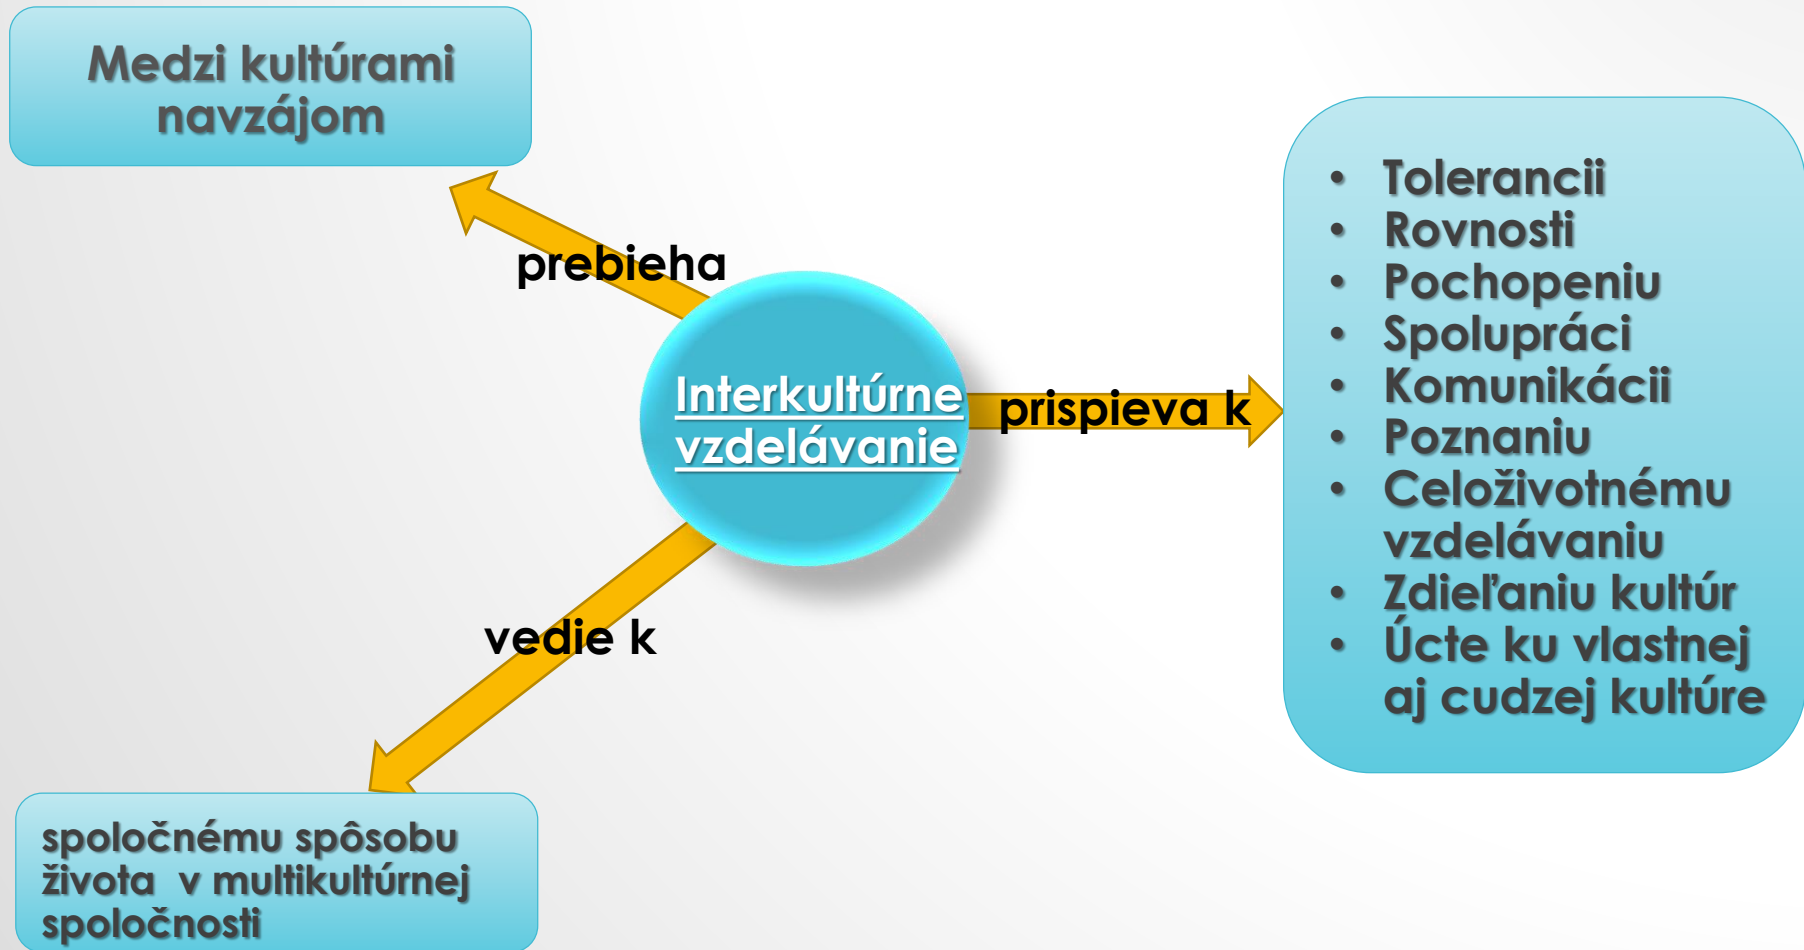 Medzi kultúrami
navzájom
prebieha
Interkultúrne
vzdelávanie
prispieva k
• Tolerancii
• Rovnosti
• Pochopeniu
• Spolupráci
• Komunikácii
• Poznaniu
• Celoživotnému
vzdelávaniu
• Zdieľaniu kultúr
• Úcte ku vlastnej
aj cudzej kultúre
vedie k
spoločnému spôsobu
života v multikultúrnej
spoločnosti